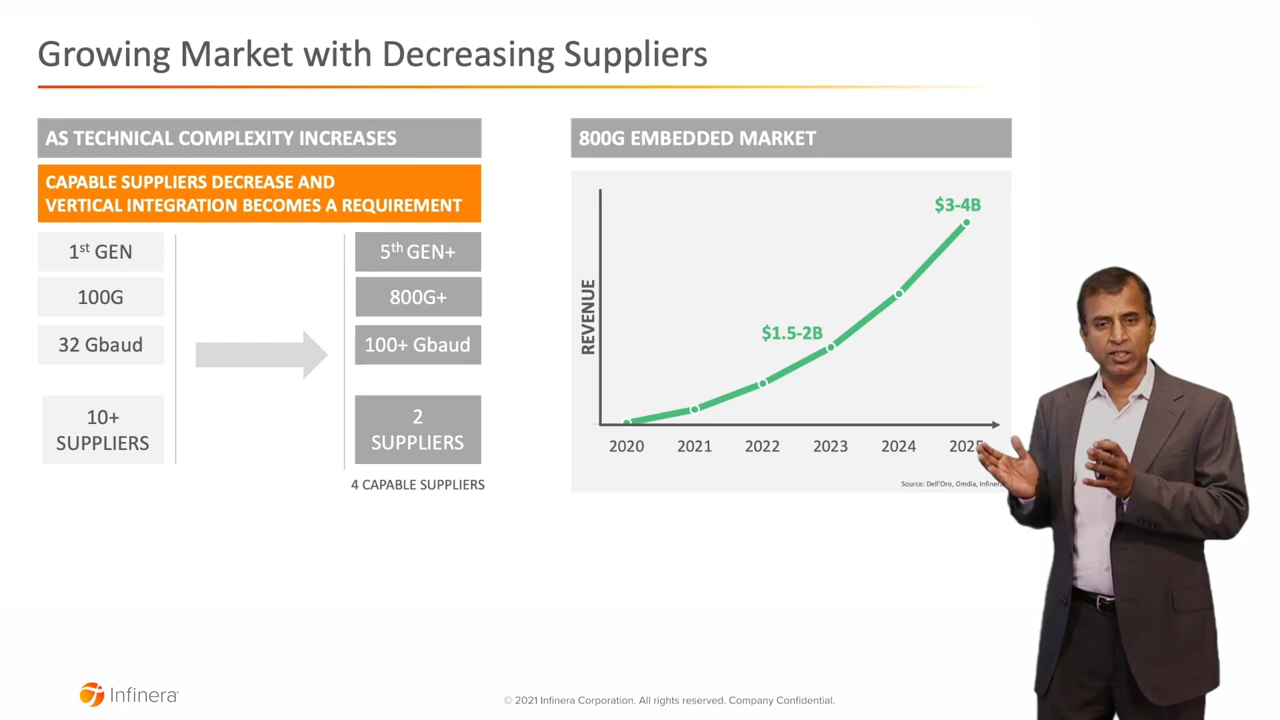 Growing Market with Decreasing Suppliers
AS TECHNICAL COMPLEXITY INCREASES
CAPABLE SUPPLIERS DECREASE AND
VERTICAL INTEGRATION BECOMES A REQUIREMENT
1st GEN
5th GEN+
100G
800G+
32 Gbaud
100+ Gbaud
10+
SUPPLIERS
2
SUPPLIERS
4 CAPABLE SUPPLIERS
800G EMBEDDED MARKET
$3-4B
$1.5-2B
REVENUE
2020 2021 2022 2023 2024 2025
Source: Dell'Oro, Omdia, Infinera
Infinera
© 2021 Infinera Corporation. All rights reserved. Company Confidential.